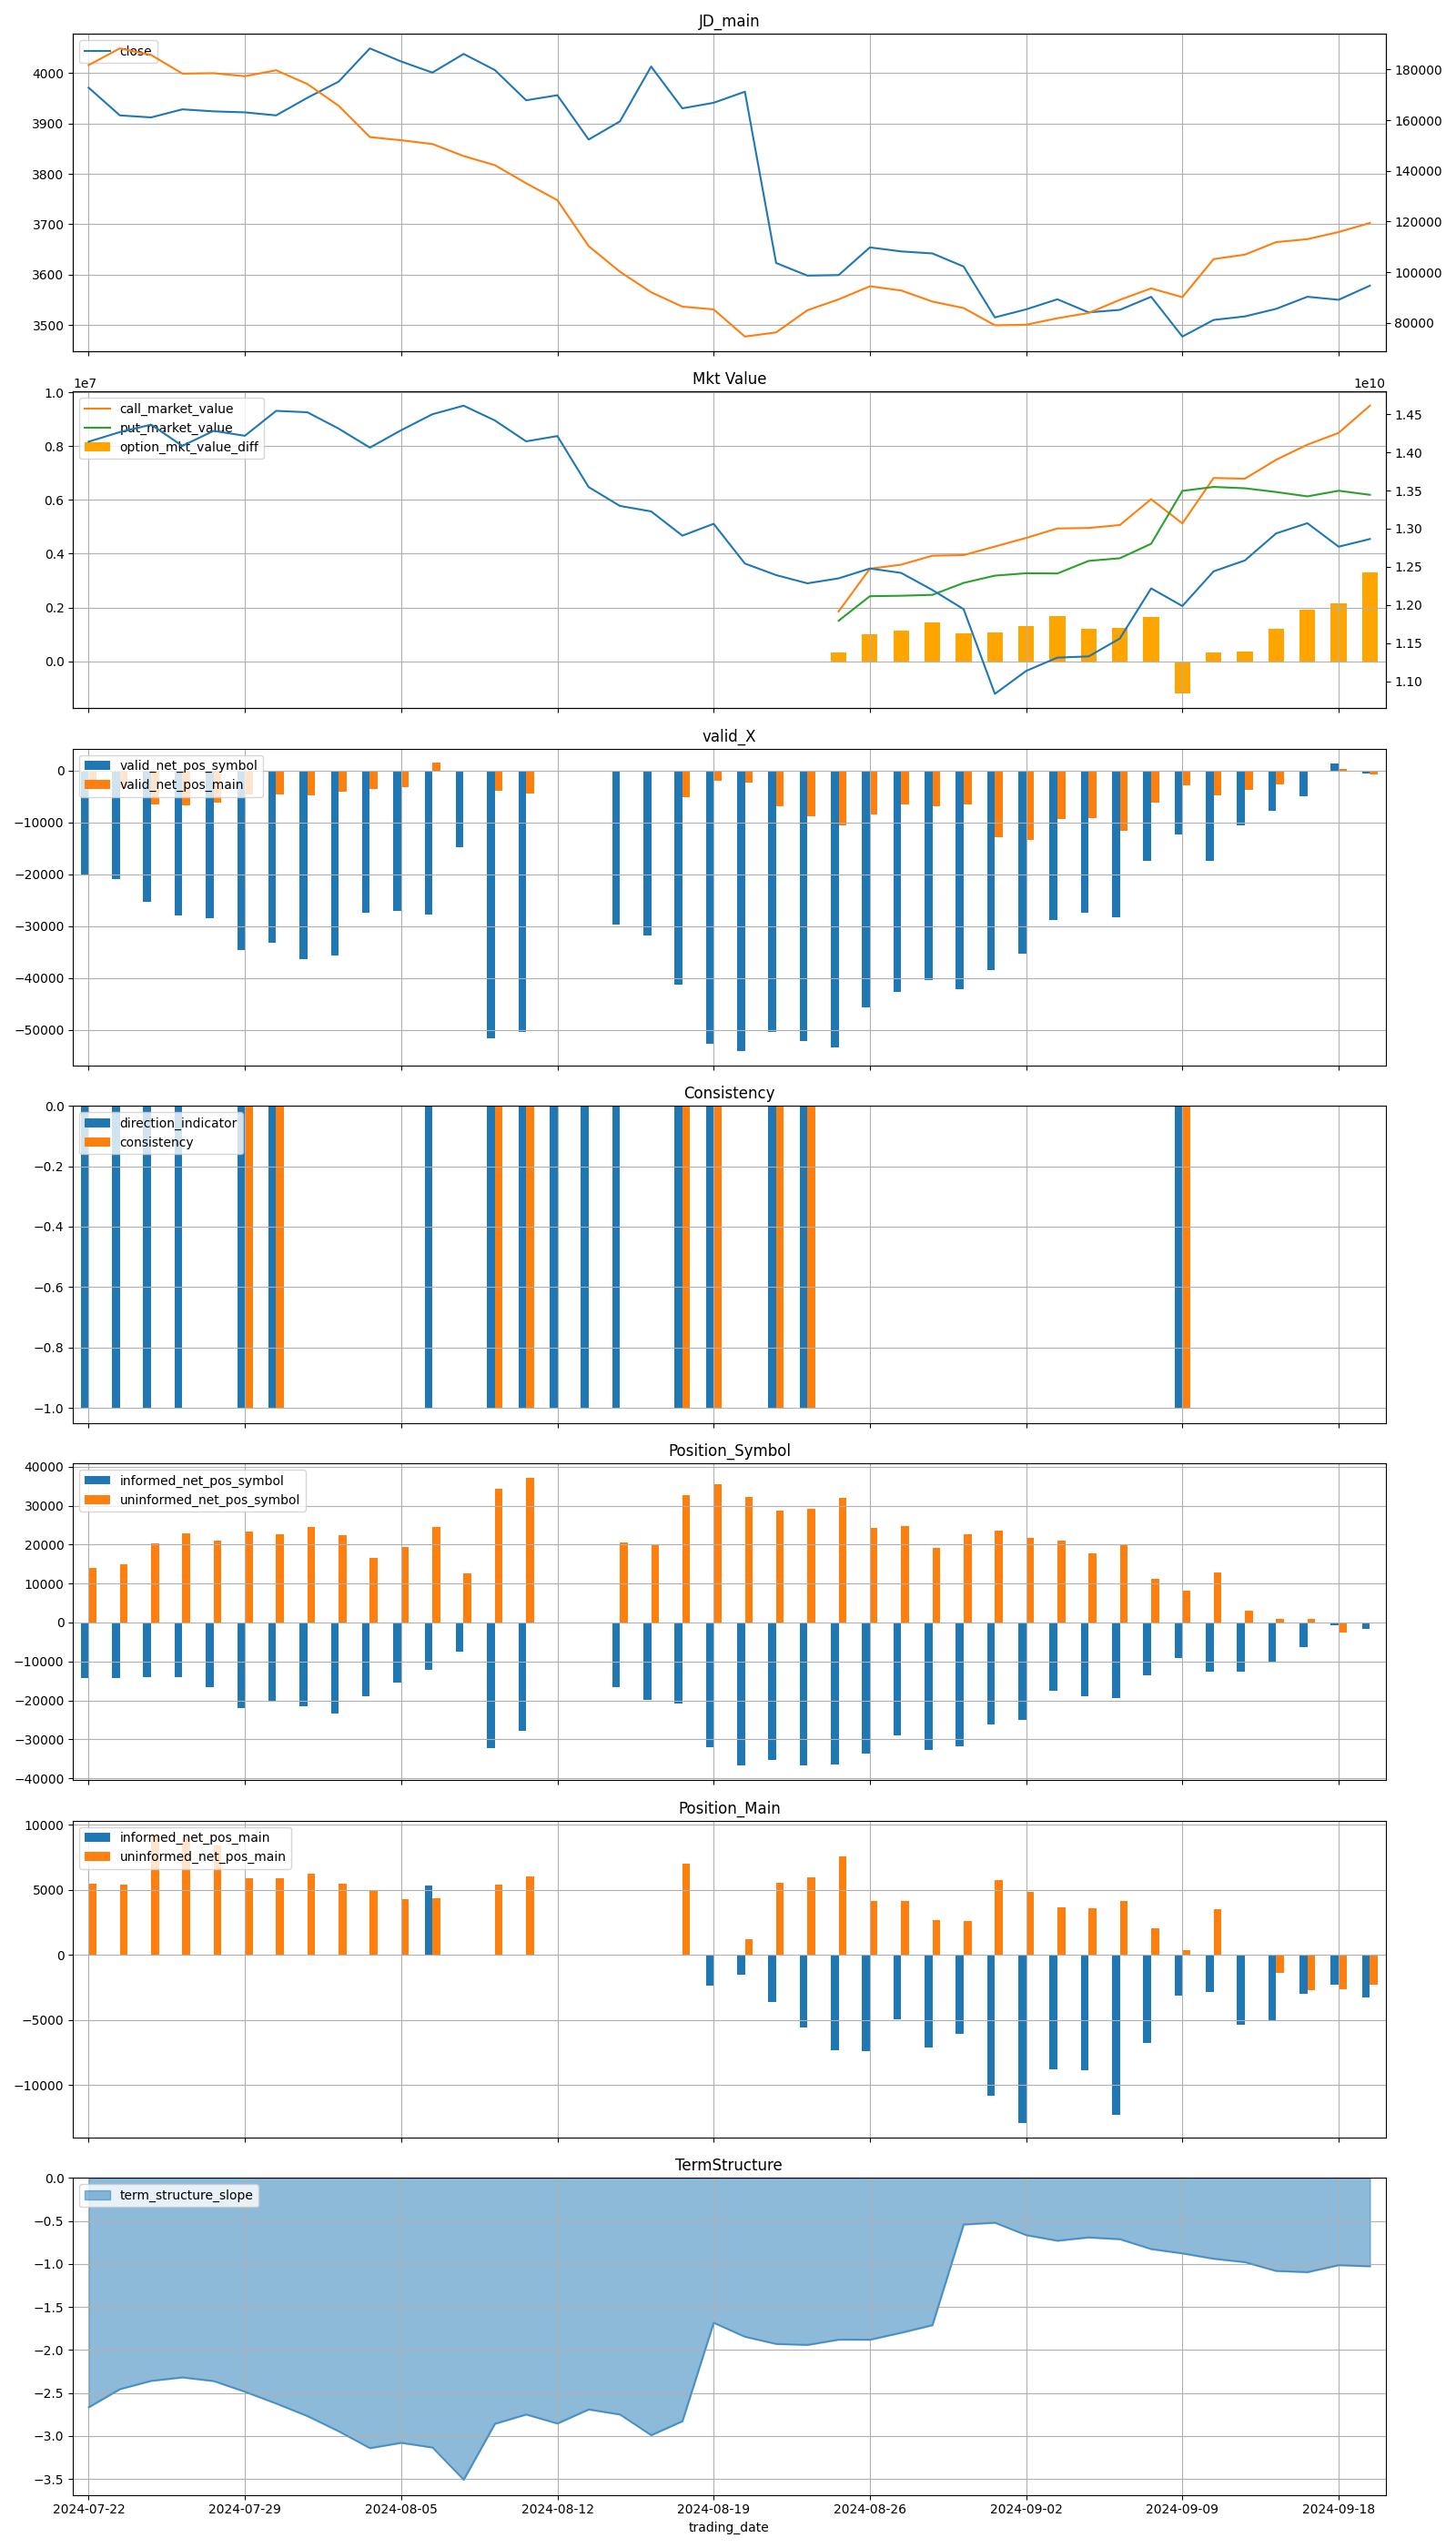 JD_main
close
4000
3900
3800
3700
3600
3500
180000
160000
140000
120000
100000
80000
Mkt Value
1e7
1e10
call_market_value
put_market_value
option_mkt_value_diff
1.0
0.8
0.6
0.4
0.2
0.0
1.45
1.40
1.35
1.30
1.25
1.20
1.15
1.10
valid_X
valid_net_pos_symbol
valid_net_pos_main
0
−10000
−20000
−30000
−40000
−50000
Consistency
direction_indicator
consistency
0.0
−0.2
−0.4
−0.6
−0.8
−1.0
Position_Symbol
informed_net_pos_symbol
uninformed_net_pos_symbol
40000
30000
20000
10000
0
−10000
−20000
−30000
−40000
Position_Main
informed_net_pos_main
uninformed_net_pos_main
10000
5000
0
−5000
−10000
TermStructure
term_structure_slope
0.0
−0.5
−1.0
−1.5
−2.0
−2.5
−3.0
−3.5
2024-07-22 2024-07-29 2024-08-05 2024-08-12 2024-08-19 2024-08-26 2024-09-02 2024-09-09 2024-09-18
trading_date